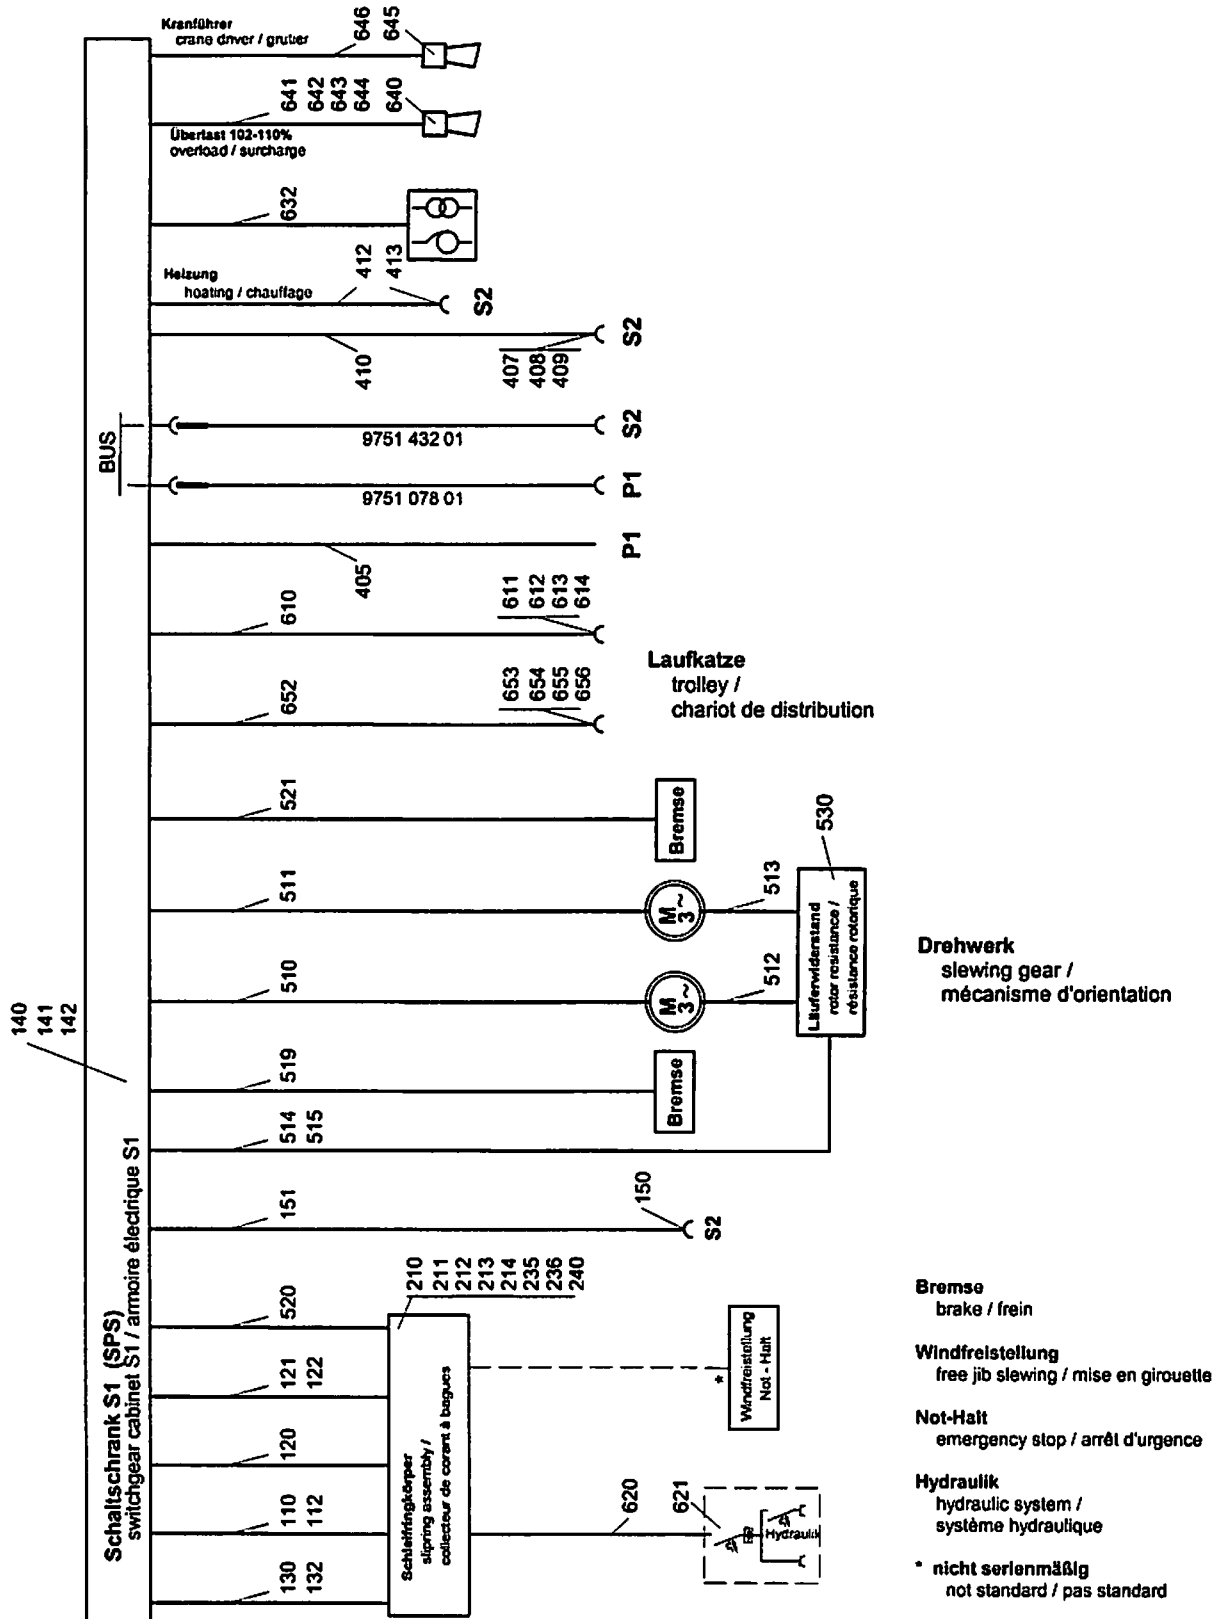 Kranführer
crane driver / grutier
646
645
641
642
643
644
640
Überlast 102-110%
overload / surcharge
632
Heizung
hoating / chauffage
412
413
S2
410
407
408
409
S2
BUS
9751 432 01
S2
9751 078 01
P1
405
P1
610
611
612
613
614
652
653
654
655
656
Laufkatze
trolley /
chariot de distribution
521
Bremse
511
M
3~
513
530
510
M
3~
512
Läuferwiderstand
rotor resistance /
résistance rotorique
Drehwerk
slewing gear /
mécanisme d'orientation
140
141
142
519
Bremse
514
515
151
150
S2
Schaltschrank S1 (SPS)
switchgear cabinet S1 / armoire électrique S1
520
121
122
120
110
112
130
132
210
211
212
213
214
235
236
240
Schleifringkörper
slipring assembly /
collecteur de corant à bagues
*
Windfreistellung
Not - Halt
620
621
Hydraulik
Bremse
brake / frein
Windfreistellung
free jib slewing / mise en girouette
Not-Halt
emergency stop / arrêt d'urgence
Hydraulik
hydraulic system /
système hydraulique
* nicht serienmäßig
not standard / pas standard